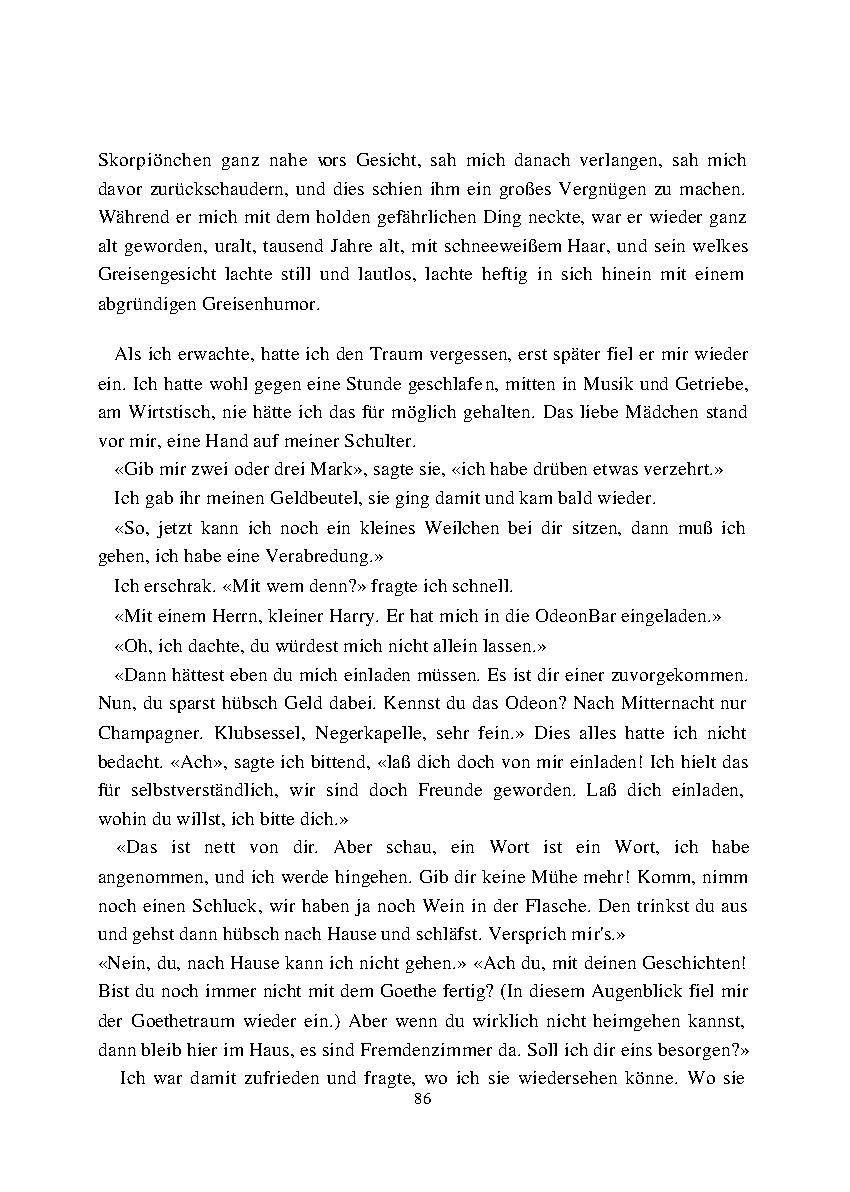 Skorpiönchen ganz nahe vors Gesicht, sah mich danach verlangen, sah mich
davor zurückschaudern, und dies schien ihm ein großes Vergnügen zu machen.
Während er mich mit dem holden gefährlichen Ding neckte, war er wieder ganz
alt geworden, uralt, tausend Jahre alt, mit schneeweißem Haar, und sein welkes
Greisengesicht lachte still und lautlos, lachte heftig in sich hinein mit einem
abgründigen Greisenhumor.
Als ich erwachte, hatte ich den Traum vergessen, erst später fiel er mir wieder
ein. Ich hatte wohl gegen eine Stunde geschlafen, mitten in Musik und Getriebe,
am Wirtstisch, nie hätte ich das für möglich gehalten. Das liebe Mädchen stand
vor mir, eine Hand auf meiner Schulter.
«Gib mir zwei oder drei Mark», sagte sie, «ich habe drüben etwas verzehrt.»
Ich gab ihr meinen Geldbeutel, sie ging damit und kam bald wieder.
«So, jetzt kann ich noch ein kleines Weilchen bei dir sitzen, dann muß ich
gehen, ich habe eine Verabredung.»
Ich erschrak. «Mit wem denn?» fragte ich schnell.
«Mit einem Herrn, kleiner Harry. Er hat mich in die OdeonBar eingeladen.»
«Oh, ich dachte, du würdest mich nicht allein lassen.»
«Dann hättest eben du mich einladen müssen. Es ist dir einer zuvorgekommen.
Nun, du sparst hübsch Geld dabei. Kennst du das Odeon? Nach Mitternacht nur
Champagner. Klubsessel, Negerkapelle, sehr fein.» Dies alles hatte ich nicht
bedacht. «Ach», sagte ich bittend, «laß dich doch von mir einladen! Ich hielt das
für selbstverständlich, wir sind doch Freunde geworden. Laß dich einladen,
wohin du willst, ich bitte dich.»
«Das ist nett von dir. Aber schau, ein Wort ist ein Wort, ich habe
angenommen, und ich werde hingehen. Gib dir keine Mühe mehr! Komm, nimm
noch einen Schluck, wir haben ja noch Wein in der Flasche. Den trinkst du aus
und gehst dann hübsch nach Hause und schläfst. Versprich mir's.»
«Nein, du, nach Hause kann ich nicht gehen.» «Ach du, mit deinen Geschichten!
Bist du noch immer nicht mit dem Goethe fertig? (In diesem Augenblick fiel mir
der Goethetraum wieder ein.) Aber wenn du wirklich nicht heimgehen kannst,
dann bleib hier im Haus, es sind Fremdenzimmer da. Soll ich dir eins besorgen?»
Ich war damit zufrieden und fragte, wo ich sie wiedersehen könne. Wo sie
86